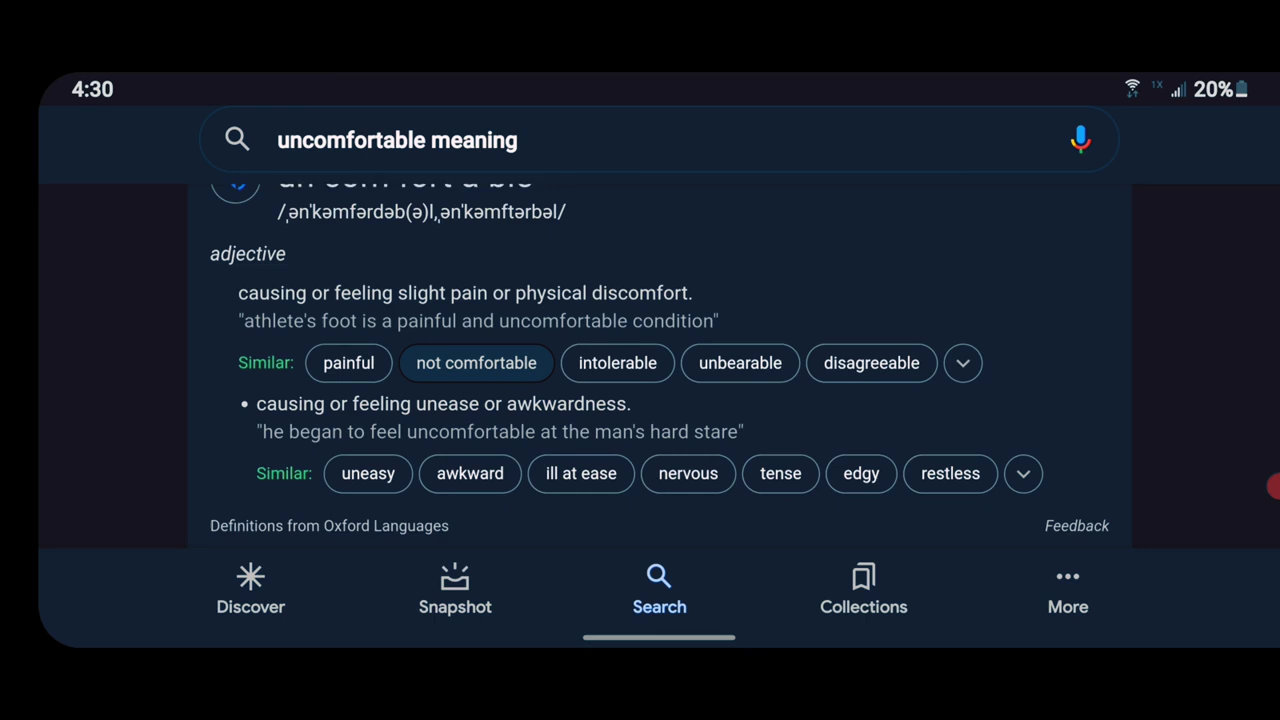 4:30
1X
20%
uncomfortable meaning
/ˌənˈkəmfərdəb(ə)l,ˌənˈkəmftərbəl/
adjective
causing or feeling slight pain or physical discomfort.
"athlete's foot is a painful and uncomfortable condition"
Similar: painful not comfortable intolerable unbearable disagreeable
• causing or feeling unease or awkwardness.
"he began to feel uncomfortable at the man's hard stare"
Similar: uneasy awkward ill at ease nervous tense edgy restless
Definitions from Oxford Languages Feedback
Discover Snapshot Search Collections More